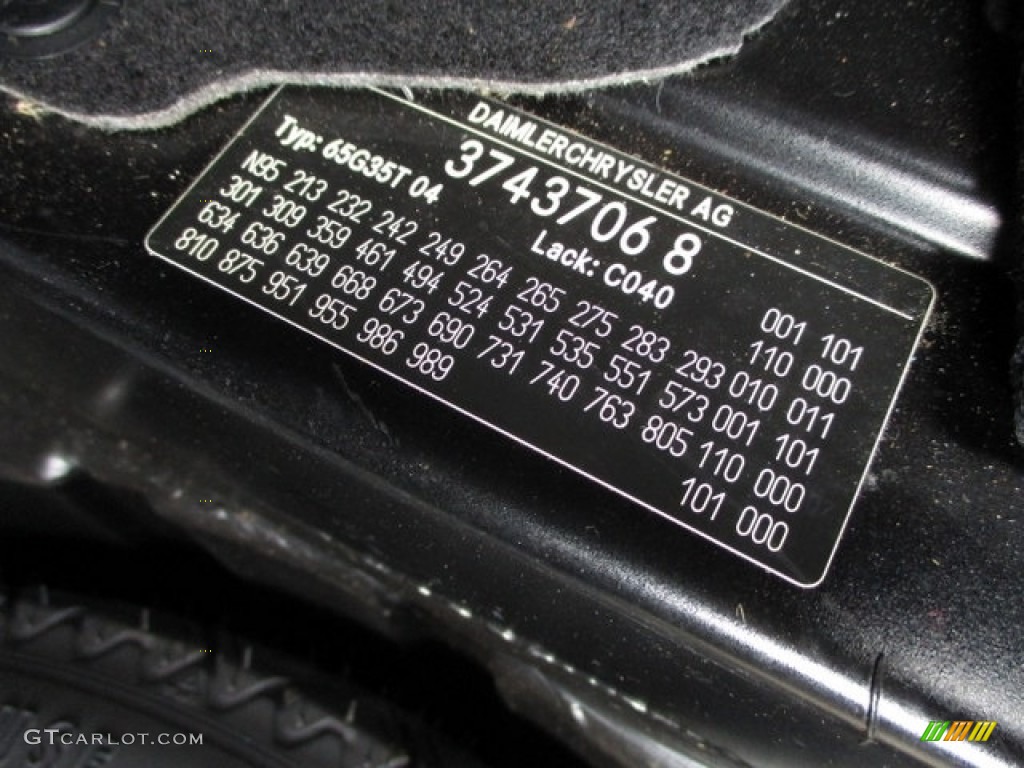 DAIMLERCHRYSLER AG
3743706 8 001 101
Typ: 65G35T 04 Lack: C040 110 000
N95 213 232 242 249 264 265 275 283 293 010 011
301 309 359 461 494 524 531 535 551 573 001 101
634 636 639 668 673 690 731 740 763 805 110 000
810 875 951 955 986 989 101 000
GTCARLOT.COM